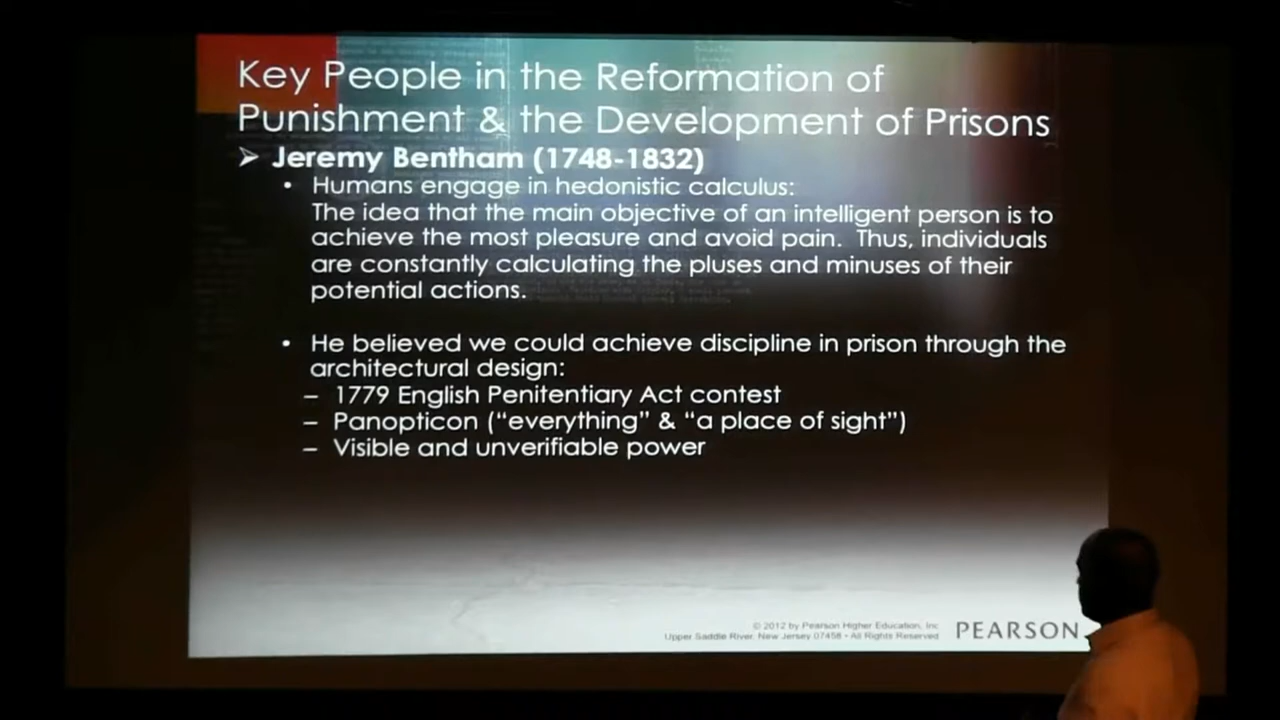 Key People in the Reformation of
Punishment & the Development of Prisons
➤ Jeremy Bentham (1748-1832)
• Humans engage in hedonistic calculus:
The idea that the main objective of an intelligent person is to
achieve the most pleasure and avoid pain. Thus, individuals
are constantly calculating the pluses and minuses of their
potential actions.
• He believed we could achieve discipline in prison through the
architectural design:
– 1779 English Penitentiary Act contest
– Panopticon (“everything” & “a place of sight”)
– Visible and unverifiable power
© 2012 by Pearson Higher Education, Inc
Upper Saddle River, New Jersey 07458 • All Rights Reserved
PEARSON